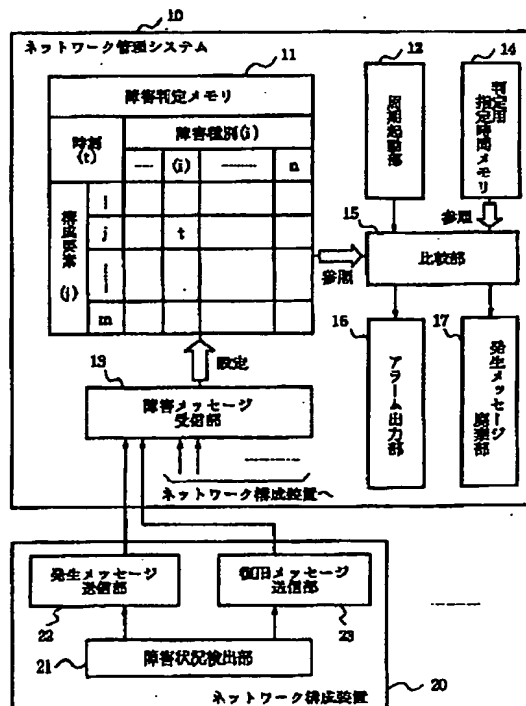 10
ネットワーク管理システム
11
障害判定メモリ
時刻
(t)
障害種別(i)
(i)
n
構成要素
(j)
j
t
m
12
周期起動部
14
判定用
指定時間メモリ
参照
15
比較部
参照
16
アラーム出力部
17
発生メッセージ
廃棄部
設定
13
障害メッセージ
受信部
ネットワーク構成装置へ
発生メッセージ
送信部
22
メッセージ
送信部
23
21
障害状況検出部
20
ネットワーク構成装置